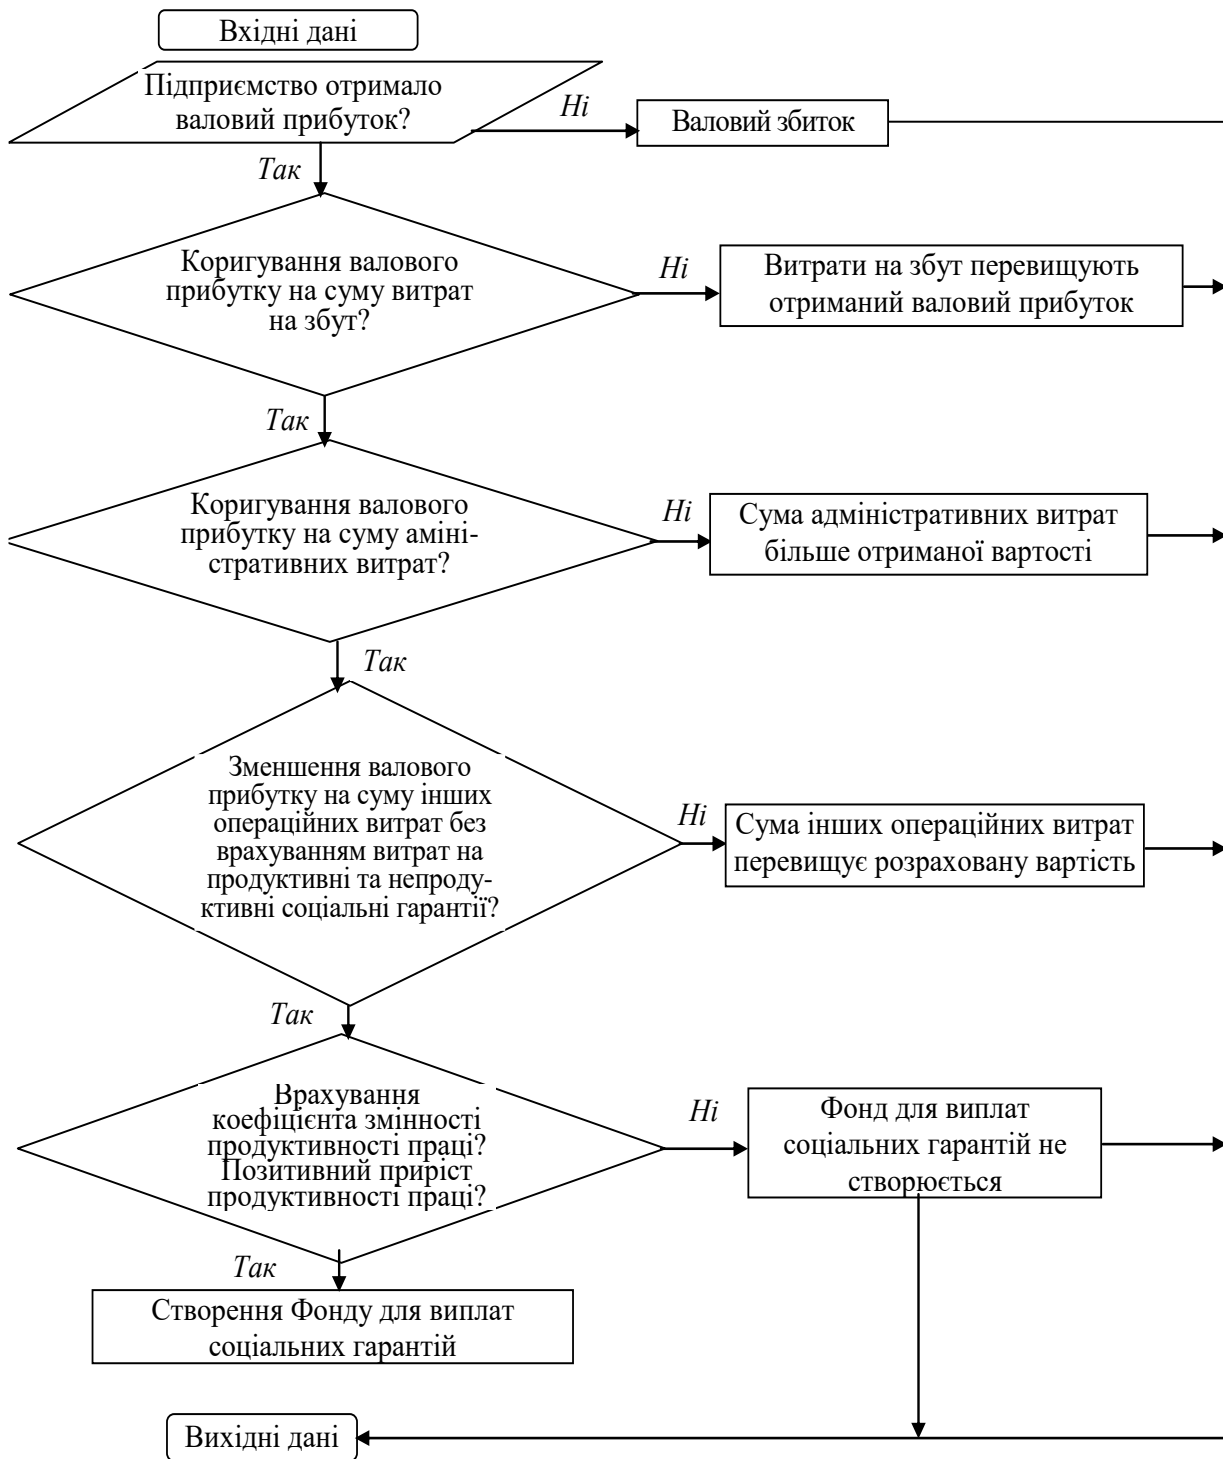 Вхідні дані
Підприємство отримало
валовий прибуток?
Ні
Валовий збиток
Так
Коригування валового
прибутку на суму витрат
на збут?
Ні
Витрати на збут перевищують
отриманий валовий прибуток
Так
Коригування валового
прибутку на суму аміні-
стративних витрат?
Ні
Сума адміністративних витрат
більше отриманої вартості
Так
Зменшення валового
прибутку на суму інших
операційних витрат без
врахуванням витрат на
продуктивні та непроду-
ктивні соціальні гарантії?
Ні
Сума інших операційних витрат
перевищує розраховану вартість
Так
Врахування
коефіцієнта змінності
продуктивності праці?
Позитивний приріст
продуктивності праці?
Ні
Фонд для виплат
соціальних гарантій не
створюється
Так
Створення Фонду для виплат
соціальних гарантій
Вихідні дані